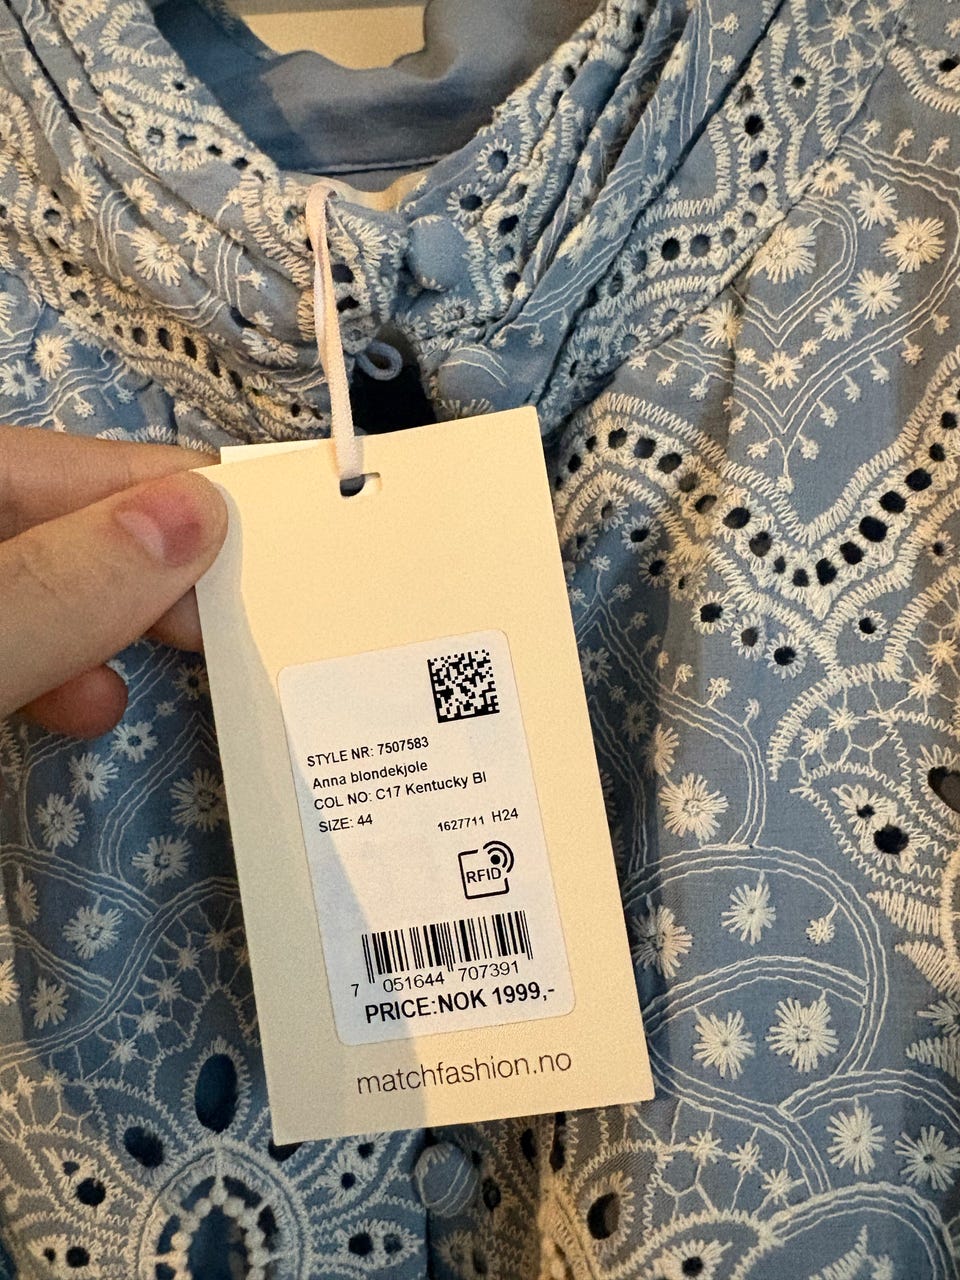 STYLE NR: 7507583
Anna blondekjole
COL NO: C17 Kentucky Bl
SIZE: 44
1627711 H24
RFID
7 051644 707391
PRICE:NOK 1999,-
matchfashion.no